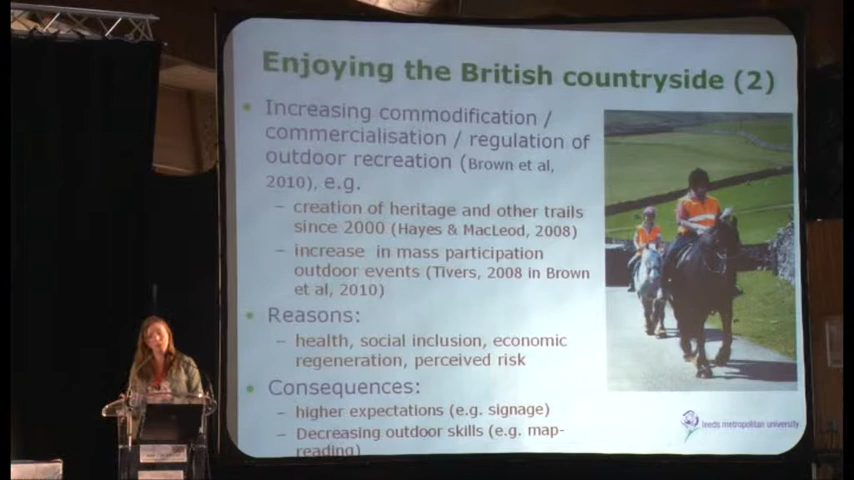 Enjoying the British countryside (2)
• Increasing commodification /
commercialisation / regulation of
outdoor recreation (Brown et al,
2010), e.g.
– creation of heritage and other trails
since 2000 (Hayes & MacLeod, 2008)
– increase in mass participation
outdoor events (Tivers, 2008 in Brown
et al, 2010)
• Reasons:
– health, social inclusion, economic
regeneration, perceived risk
• Consequences:
– higher expectations (e.g. signage)
– Decreasing outdoor skills (e.g. map-
reading)
leeds metropolitan university